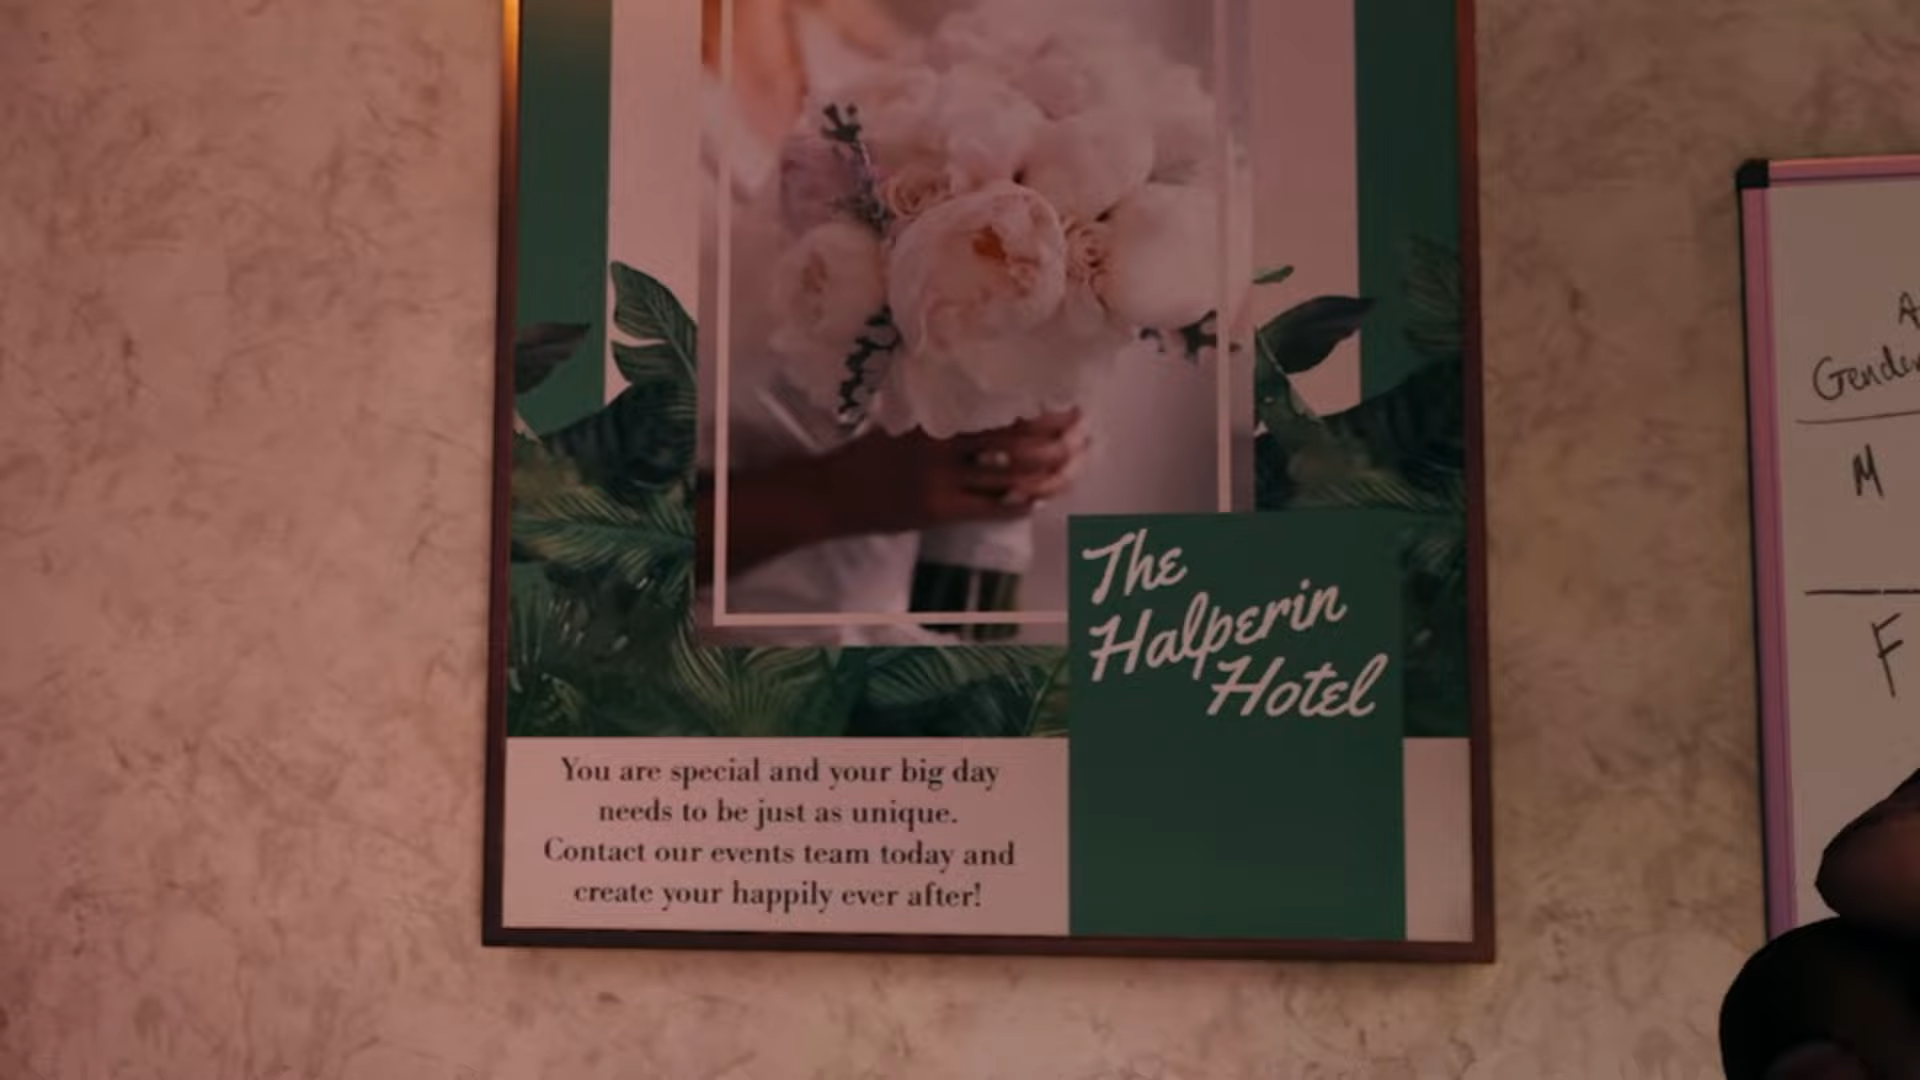 The
Halperin
Hotel
You are special and your big day
needs to be just as unique.
Contact our events team today and
create your happily ever after!
A
Gender
M
F